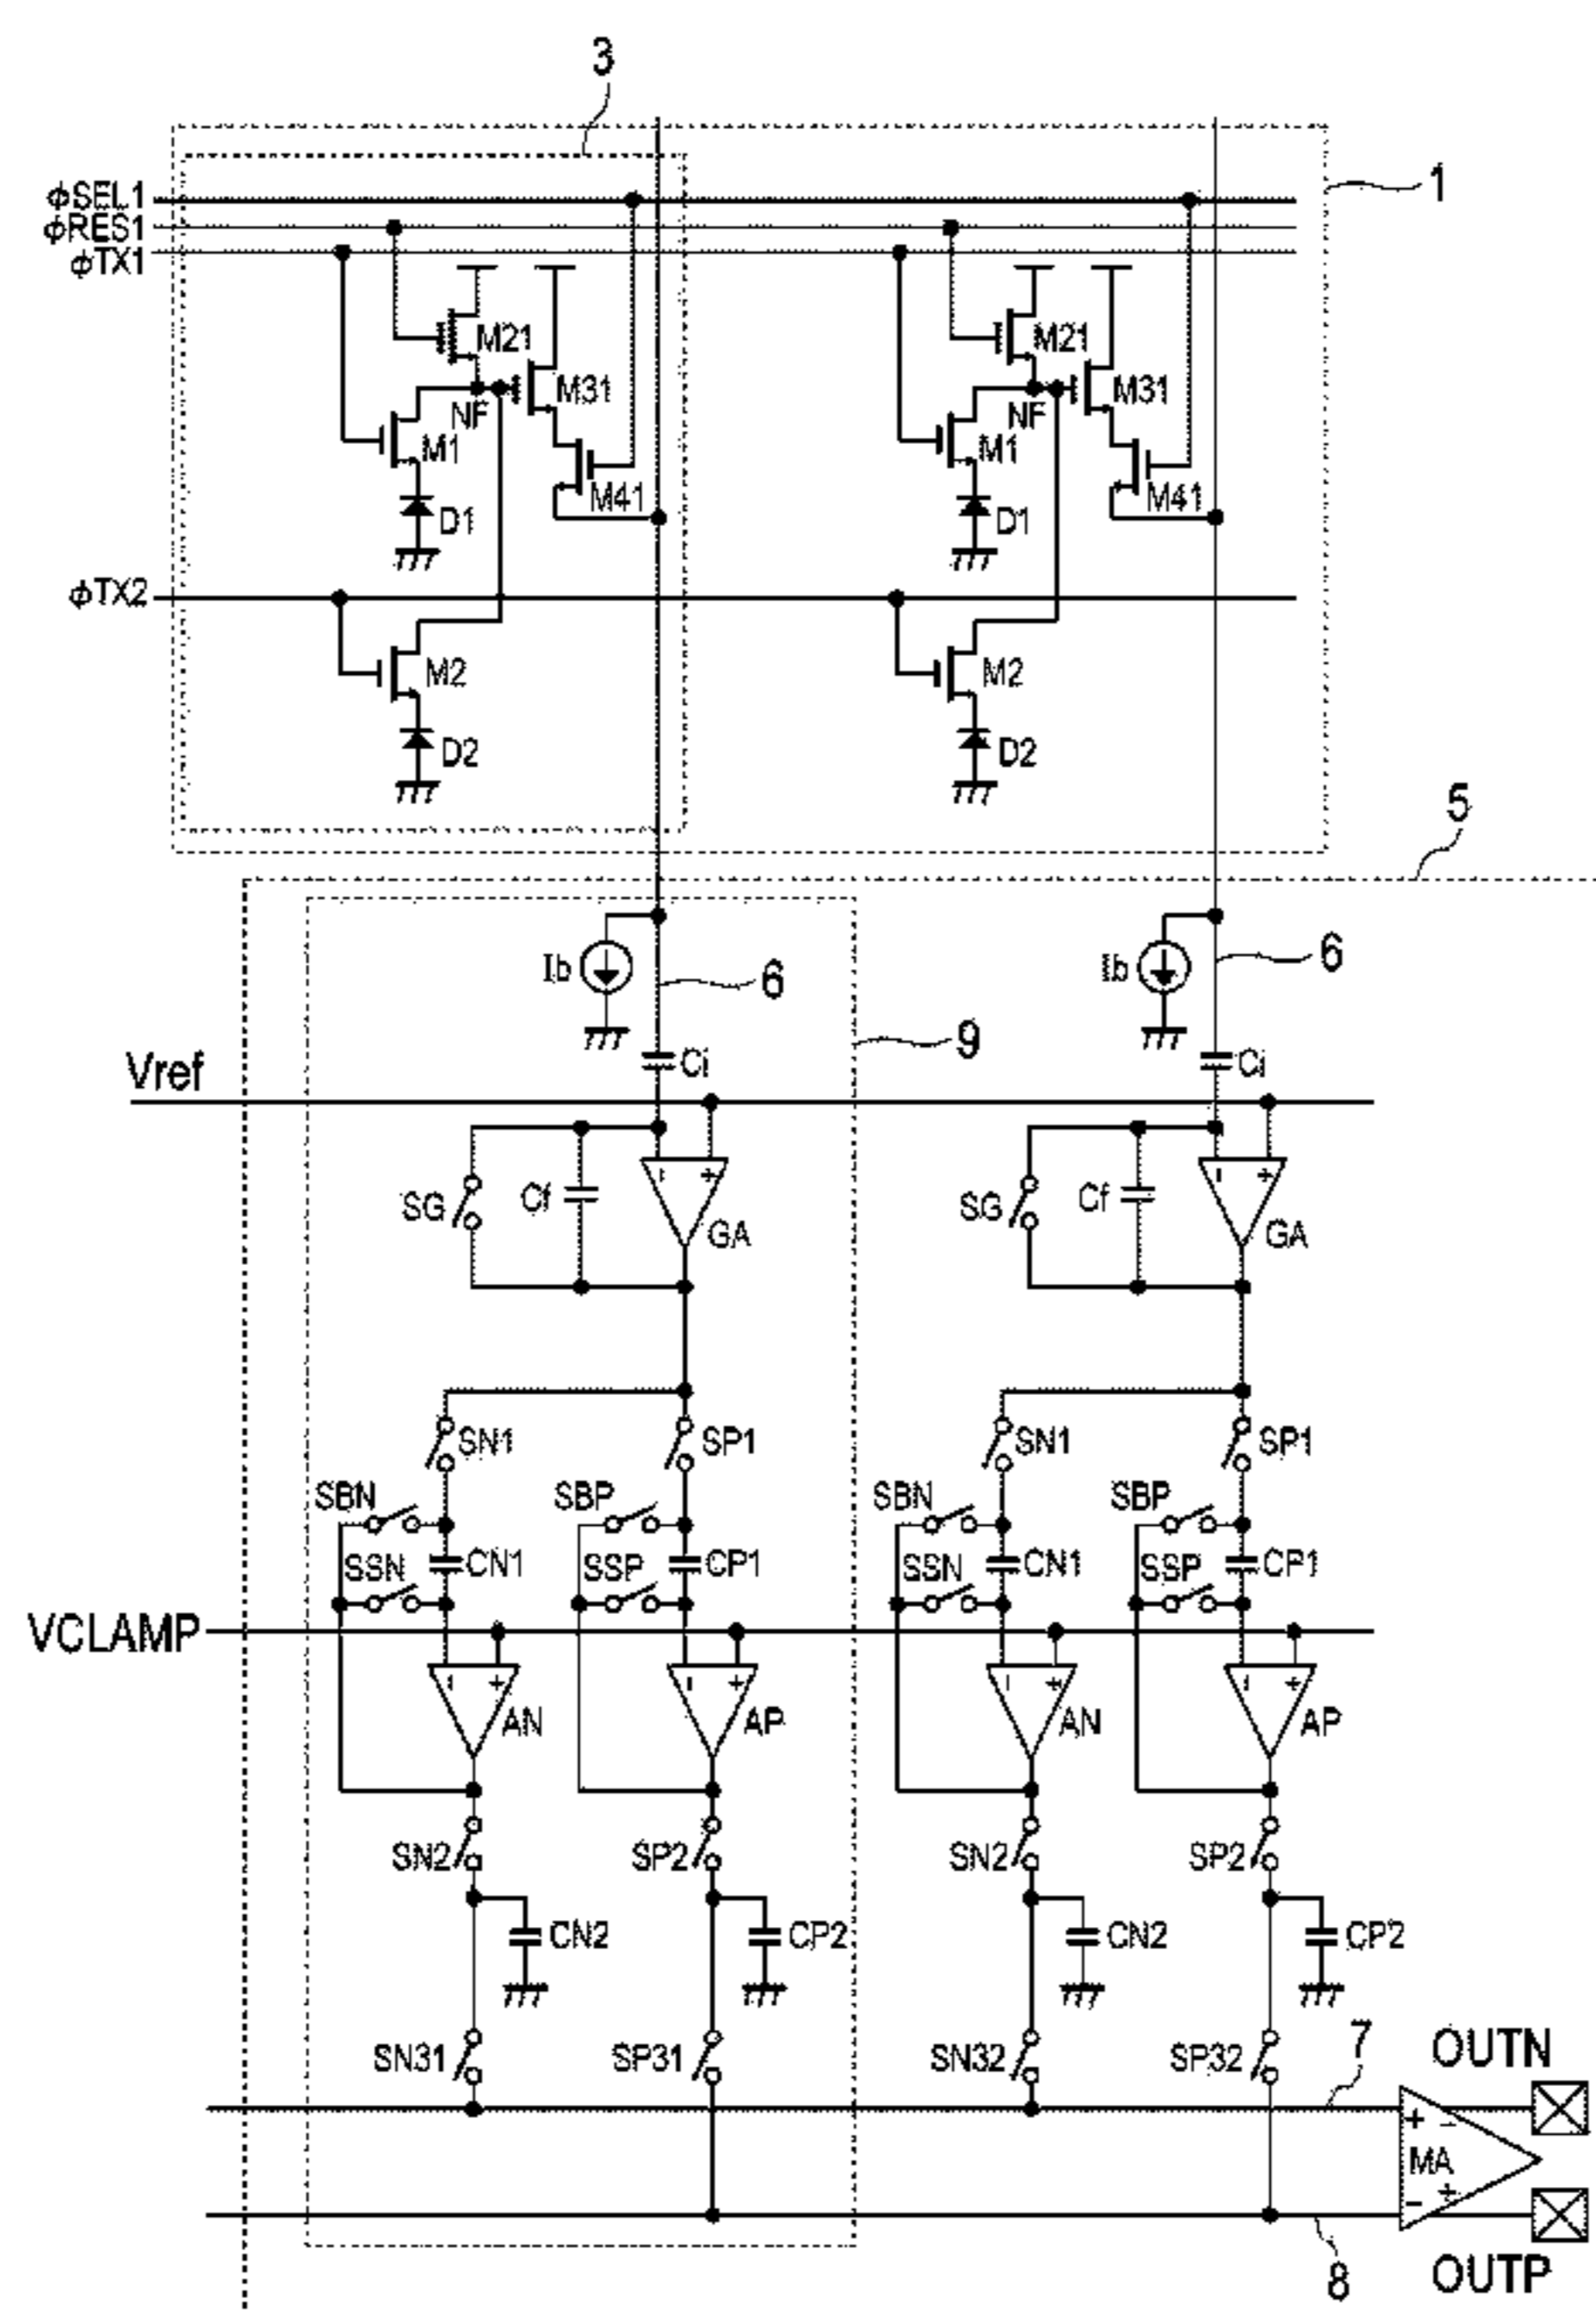 3
1
ϕSEL1
ϕRES1
ϕTX1
M21 M21
M31 M31
NF NF
M1 M1
M41 M41
D1 D1
ϕTX2
M2 M2
D2 D2
5
Ib 6 Ib 6
9
Ci Ci
Vref
- + - +
SG Cf GA SG Cf GA
SN1 SP1 SN1 SP1
SBN SBP SBN SBP
SSN CN1 SSP CP1 SSN CN1 SSP CP1
VCLAMP
- + - + - + - +
AN AP AN AP
SN2 SP2 SN2 SP2
CN2 CP2 CN2 CP2
SN31 SP31 SN32 SP32
7 OUTN
+ -
MA
- +
8 OUTP